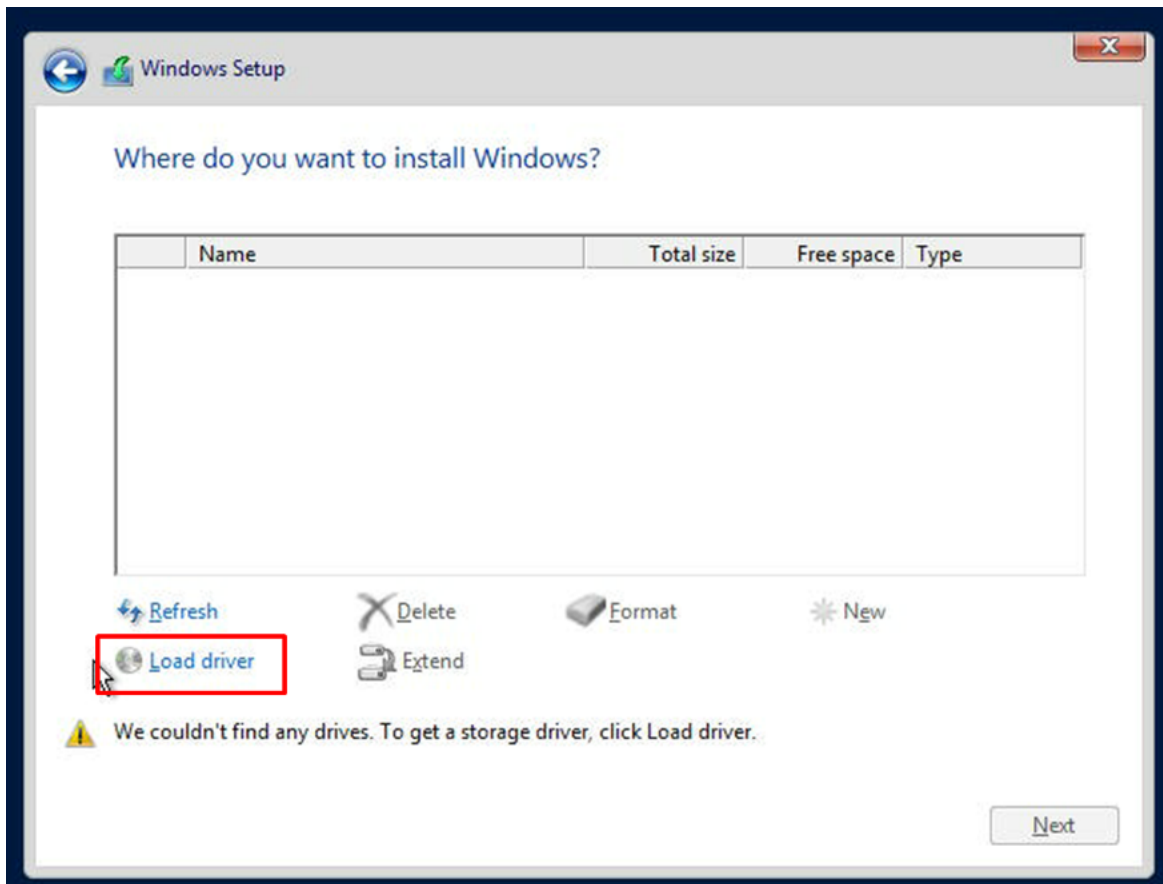 Windows Setup
Where do you want to install Windows?
Name Total size Free space Type
Refresh Delete Format New
Load driver Extend
We couldn't find any drives. To get a storage driver, click Load driver.
Next